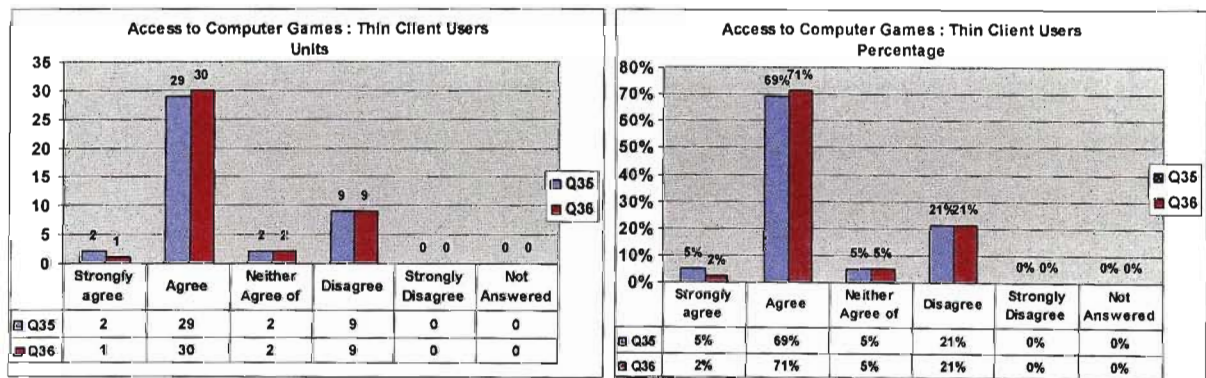 Access to Computer Games : Thin Client Users
Units
35
30
25
20
15
10
5
0
2
1
29
30
2
2
9
9
0
0
0
0
Q35
Q36
Strongly agree Agree Neither Agree of Disagree Strongly Disagree Not Answered
Q35 2 29 2 9 0 0
Q36 1 30 2 9 0 0
Access to Computer Games : Thin Client Users
Percentage
80%
70%
60%
50%
40%
30%
20%
10%
0%
5%
2%
69%
71%
5%
5%
21%
21%
0%
0%
0%
0%
Q35
Q36
Strongly agree Agree Neither Agree of Disagree Strongly Disagree Not Answered
Q35 5% 69% 5% 21% 0% 0%
Q36 2% 71% 5% 21% 0% 0%